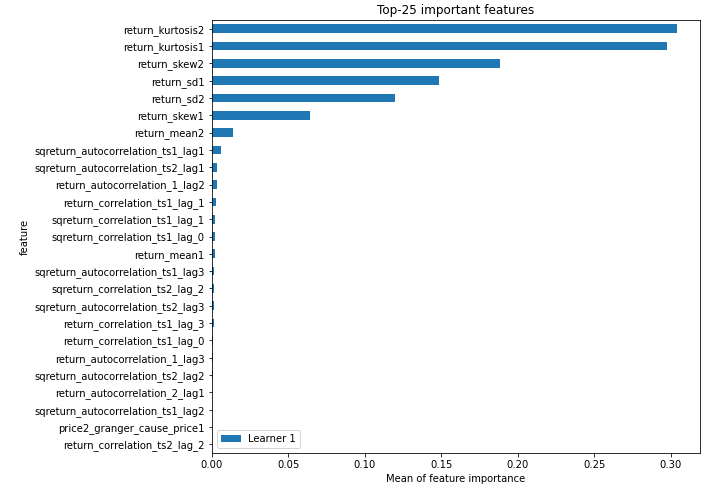 Top-25 important features
return_kurtosis2
return_kurtosis1
return_skew2
return_sd1
return_sd2
return_skew1
return_mean2
sqreturn_autocorrelation_ts1_lag1
sqreturn_autocorrelation_ts2_lag1
return_autocorrelation_1_lag2
return_correlation_ts1_lag_1
sqreturn_correlation_ts1_lag_1
sqreturn_correlation_ts1_lag_0
return_mean1
sqreturn_autocorrelation_ts1_lag3
sqreturn_correlation_ts2_lag_2
sqreturn_autocorrelation_ts2_lag3
return_correlation_ts1_lag_3
return_correlation_ts1_lag_0
return_autocorrelation_1_lag3
sqreturn_autocorrelation_ts2_lag2
return_autocorrelation_2_lag1
sqreturn_autocorrelation_ts1_lag2
price2_granger_cause_price1
return_correlation_ts2_lag_2
feature
Learner 1
0.00 0.05 0.10 0.15 0.20 0.25 0.30
Mean of feature importance